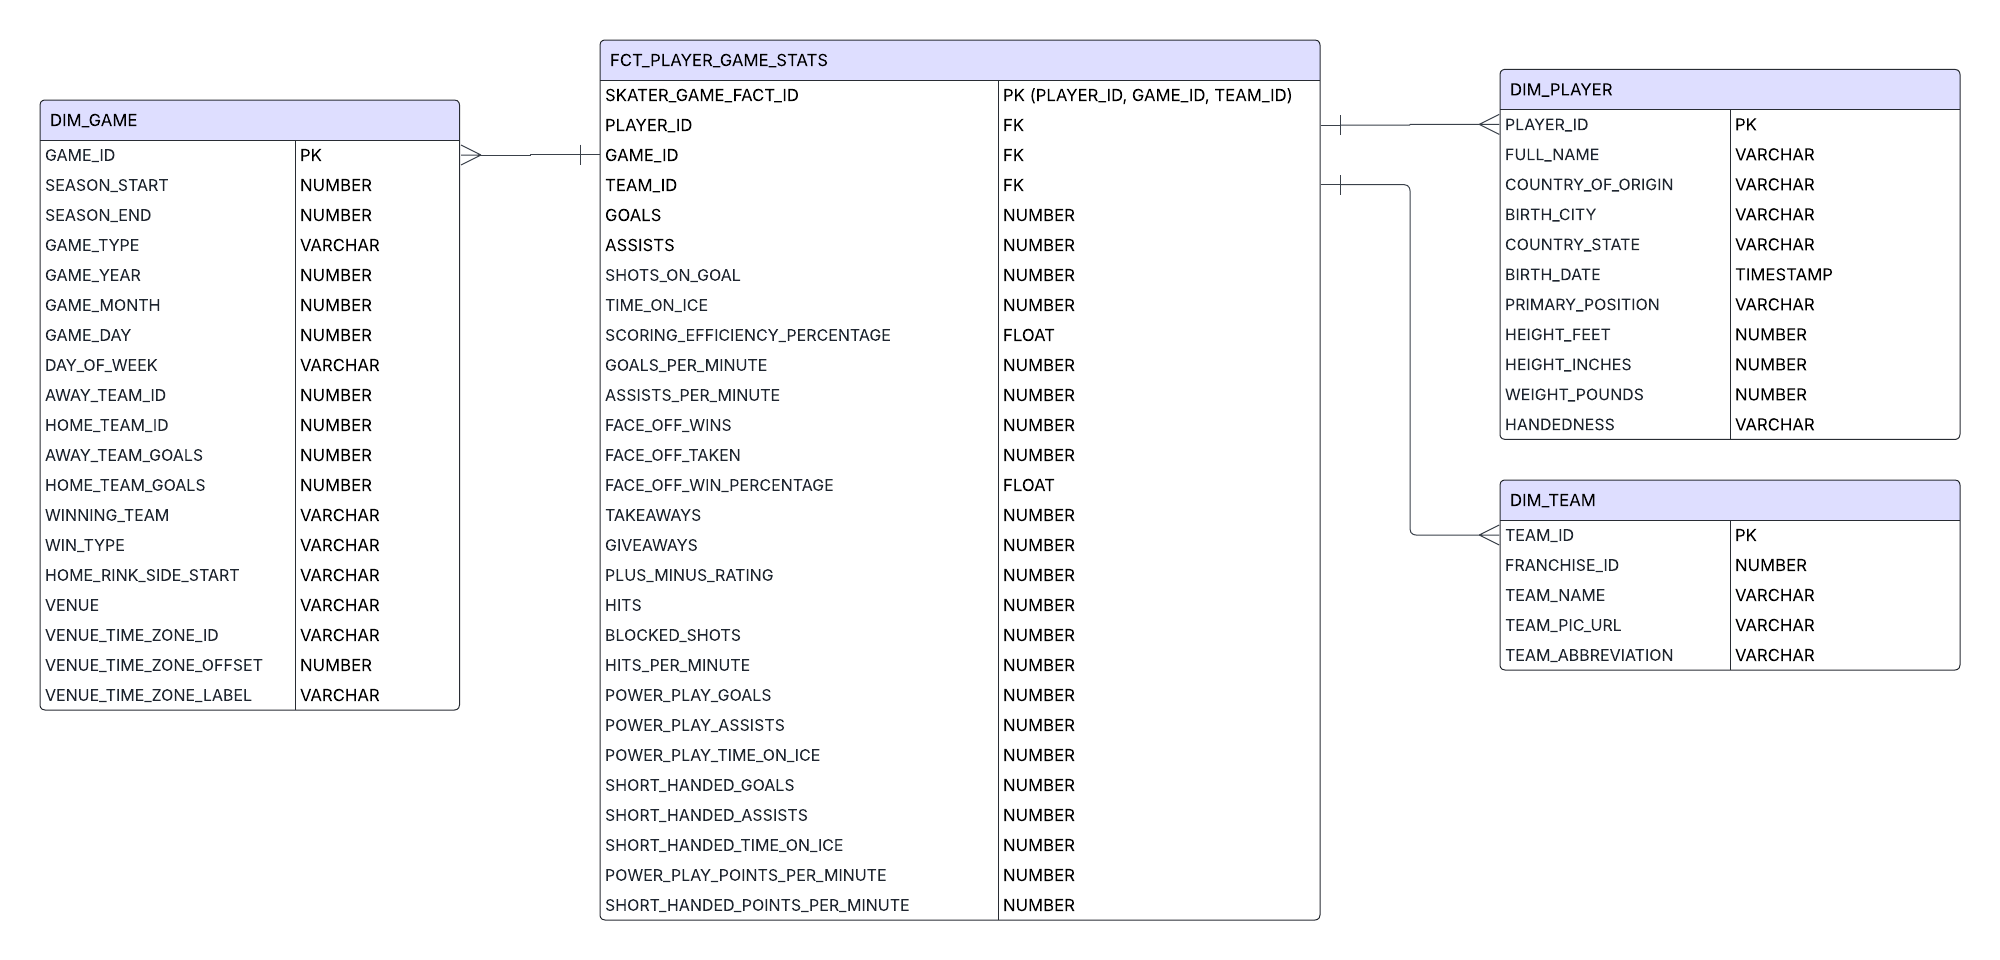 DIM_GAME
GAME_ID PK
SEASON_START NUMBER
SEASON_END NUMBER
GAME_TYPE VARCHAR
GAME_YEAR NUMBER
GAME_MONTH NUMBER
GAME_DAY NUMBER
DAY_OF_WEEK VARCHAR
AWAY_TEAM_ID NUMBER
HOME_TEAM_ID NUMBER
AWAY_TEAM_GOALS NUMBER
HOME_TEAM_GOALS NUMBER
WINNING_TEAM VARCHAR
WIN_TYPE VARCHAR
HOME_RINK_SIDE_START VARCHAR
VENUE VARCHAR
VENUE_TIME_ZONE_ID VARCHAR
VENUE_TIME_ZONE_OFFSET NUMBER
VENUE_TIME_ZONE_LABEL VARCHAR
FCT_PLAYER_GAME_STATS
SKATER_GAME_FACT_ID PK (PLAYER_ID, GAME_ID, TEAM_ID)
PLAYER_ID FK
GAME_ID FK
TEAM_ID FK
GOALS NUMBER
ASSISTS NUMBER
SHOTS_ON_GOAL NUMBER
TIME_ON_ICE NUMBER
SCORING_EFFICIENCY_PERCENTAGE FLOAT
GOALS_PER_MINUTE NUMBER
ASSISTS_PER_MINUTE NUMBER
FACE_OFF_WINS NUMBER
FACE_OFF_TAKEN NUMBER
FACE_OFF_WIN_PERCENTAGE FLOAT
TAKEAWAYS NUMBER
GIVEAWAYS NUMBER
PLUS_MINUS_RATING NUMBER
HITS NUMBER
BLOCKED_SHOTS NUMBER
HITS_PER_MINUTE NUMBER
POWER_PLAY_GOALS NUMBER
POWER_PLAY_ASSISTS NUMBER
POWER_PLAY_TIME_ON_ICE NUMBER
SHORT_HANDED_GOALS NUMBER
SHORT_HANDED_ASSISTS NUMBER
SHORT_HANDED_TIME_ON_ICE NUMBER
POWER_PLAY_POINTS_PER_MINUTE NUMBER
SHORT_HANDED_POINTS_PER_MINUTE NUMBER
DIM_PLAYER
PLAYER_ID PK
FULL_NAME VARCHAR
COUNTRY_OF_ORIGIN VARCHAR
BIRTH_CITY VARCHAR
COUNTRY_STATE VARCHAR
BIRTH_DATE TIMESTAMP
PRIMARY_POSITION VARCHAR
HEIGHT_FEET NUMBER
HEIGHT_INCHES NUMBER
WEIGHT_POUNDS NUMBER
HANDEDNESS VARCHAR
DIM_TEAM
TEAM_ID PK
FRANCHISE_ID NUMBER
TEAM_NAME VARCHAR
TEAM_PIC_URL VARCHAR
TEAM_ABBREVIATION VARCHAR